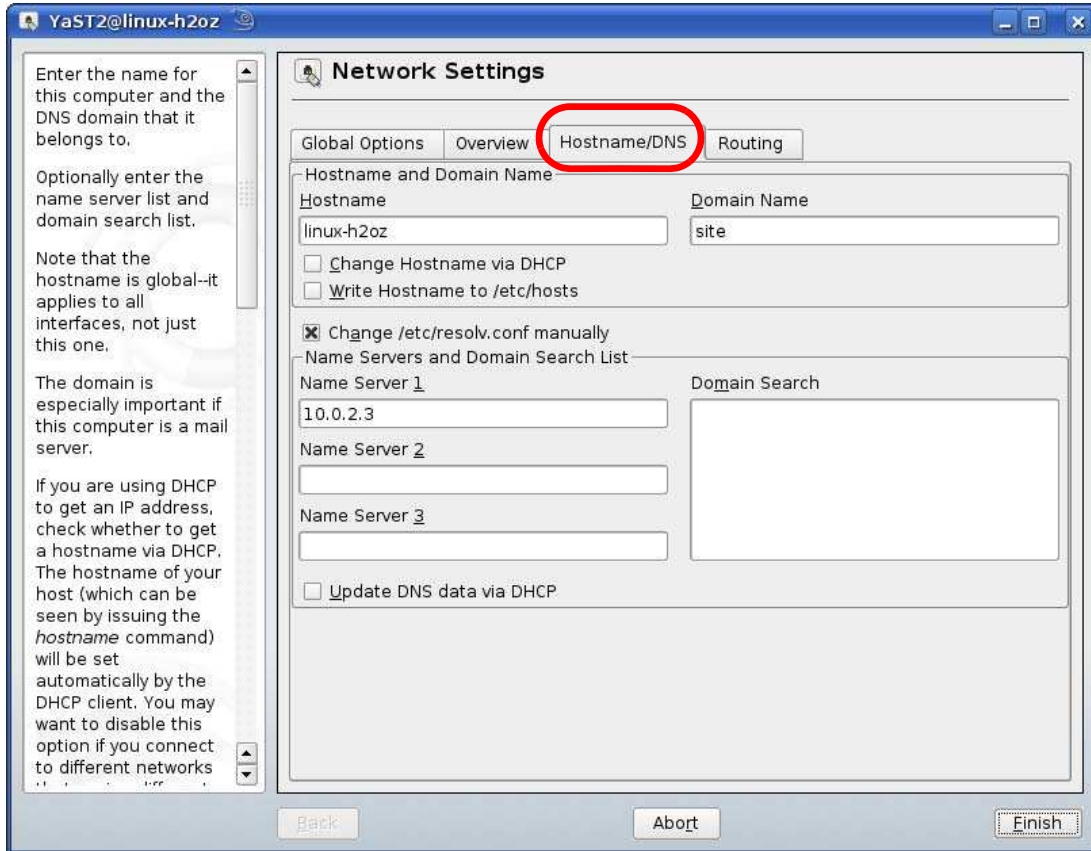 YaST2@linux-h2oz
Enter the name for
this computer and the
DNS domain that it
belongs to.
Optionally enter the
name server list and
domain search list.
Note that the
hostname is global--it
applies to all
interfaces, not just
this one.
The domain is
especially important if
this computer is a mail
server.
If you are using DHCP
to get an IP address,
check whether to get
a hostname via DHCP.
The hostname of your
host (which can be
seen by issuing the
hostname command)
will be set
automatically by the
DHCP client. You may
want to disable this
option if you connect
to different networks
Network Settings
Global Options Overview Hostname/DNS Routing
Hostname and Domain Name
Hostname Domain Name
linux-h2oz site
Change Hostname via DHCP
Write Hostname to /etc/hosts
Change /etc/resolv.conf manually
Name Servers and Domain Search List
Name Server 1 Domain Search
10.0.2.3
Name Server 2
Name Server 3
Update DNS data via DHCP
Back Abort Finish